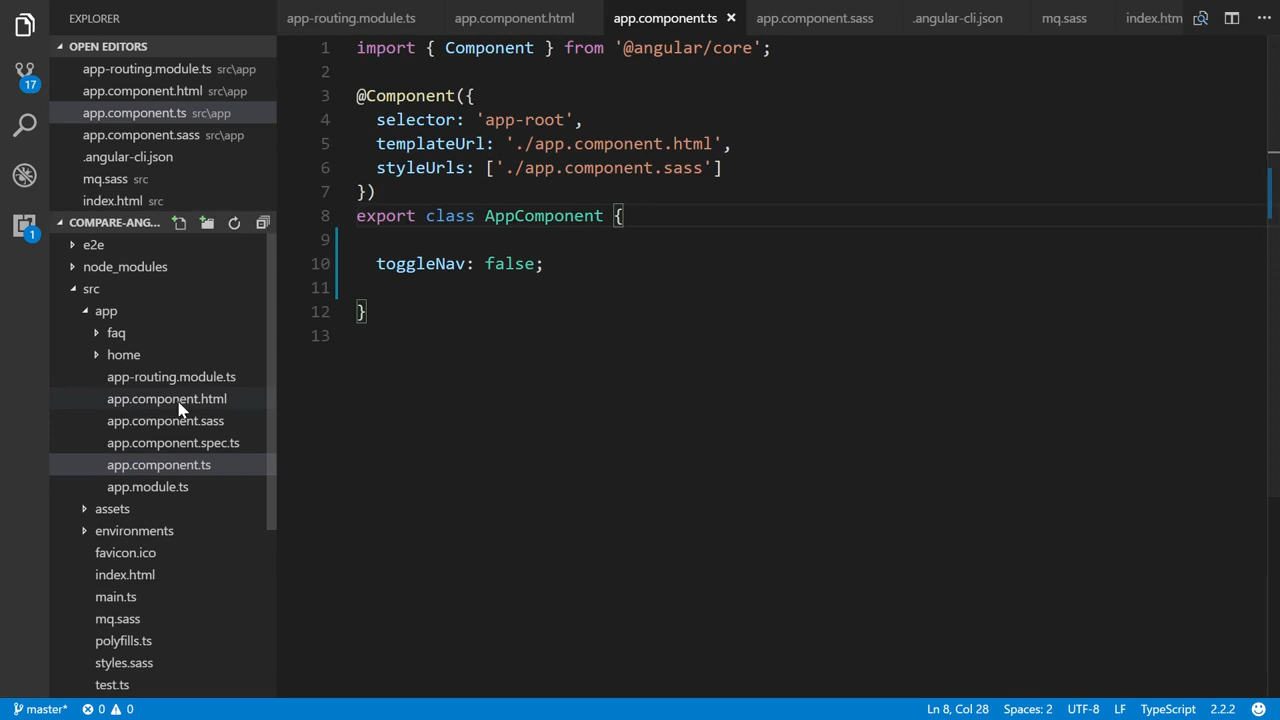 EXPLORER
OPEN EDITORS
app-routing.module.ts src\app
app.component.html src\app
app.component.ts src\app
app.component.sass src\app
.angular-cli.json
mq.sass src
index.html src
COMPARE-ANG...
e2e
node_modules
src
app
faq
home
app-routing.module.ts
app.component.html
app.component.sass
app.component.spec.ts
app.component.ts
app.module.ts
assets
environments
favicon.ico
index.html
main.ts
mq.sass
polyfills.ts
styles.sass
test.ts
17
1
app-routing.module.ts app.component.html app.component.ts app.component.sass .angular-cli.json mq.sass index.htm
1 import { Component } from '@angular/core';
2
3 @Component({
4 selector: 'app-root',
5 templateUrl: './app.component.html',
6 styleUrls: ['./app.component.sass']
7 })
8 export class AppComponent {
9
10 toggleNav: false;
11
12 }
13
master* 0 0 Ln 8, Col 28 Spaces: 2 UTF-8 LF TypeScript 2.2.2